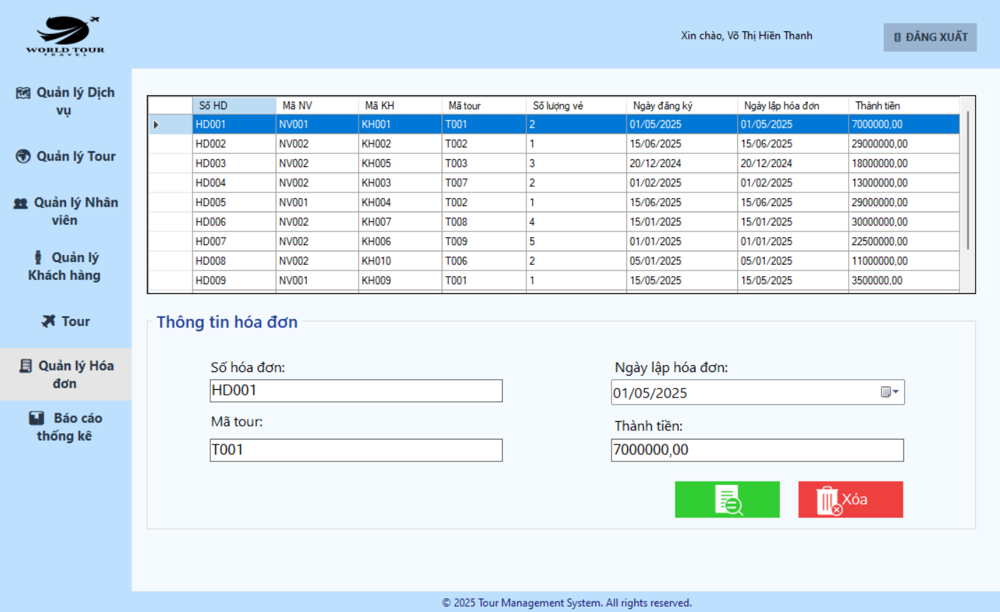 WORLD TOUR
TRAVEL
Xin chào, Võ Thị Hiền Thanh
ĐĂNG XUẤT
Quản lý Dịch
vụ
Quản lý Tour
Quản lý Nhân
viên
Quản lý
Khách hàng
Tour
Quản lý Hóa
đơn
Báo cáo
thống kê
Số HD Mã NV Mã KH Mã tour Số lượng vé Ngày đăng ký Ngày lập hóa đơn Thành tiền
HD001 NV001 KH001 T001 2 01/05/2025 01/05/2025 7000000,00
HD002 NV002 KH002 T002 1 15/06/2025 15/06/2025 29000000,00
HD003 NV002 KH005 T003 3 20/12/2024 20/12/2024 18000000,00
HD004 NV002 KH003 T007 2 01/02/2025 01/02/2025 13000000,00
HD005 NV001 KH004 T002 1 15/06/2025 15/06/2025 29000000,00
HD006 NV002 KH007 T008 4 15/01/2025 15/01/2025 30000000,00
HD007 NV002 KH006 T009 5 01/01/2025 01/01/2025 22500000,00
HD008 NV002 KH010 T006 2 05/01/2025 05/01/2025 11000000,00
HD009 NV001 KH009 T001 1 15/05/2025 15/05/2025 3500000,00
Thông tin hóa đơn
Số hóa đơn:
HD001
Mã tour:
T001
Ngày lập hóa đơn:
01/05/2025
Thành tiền:
7000000,00
Xóa
© 2025 Tour Management System. All rights reserved.